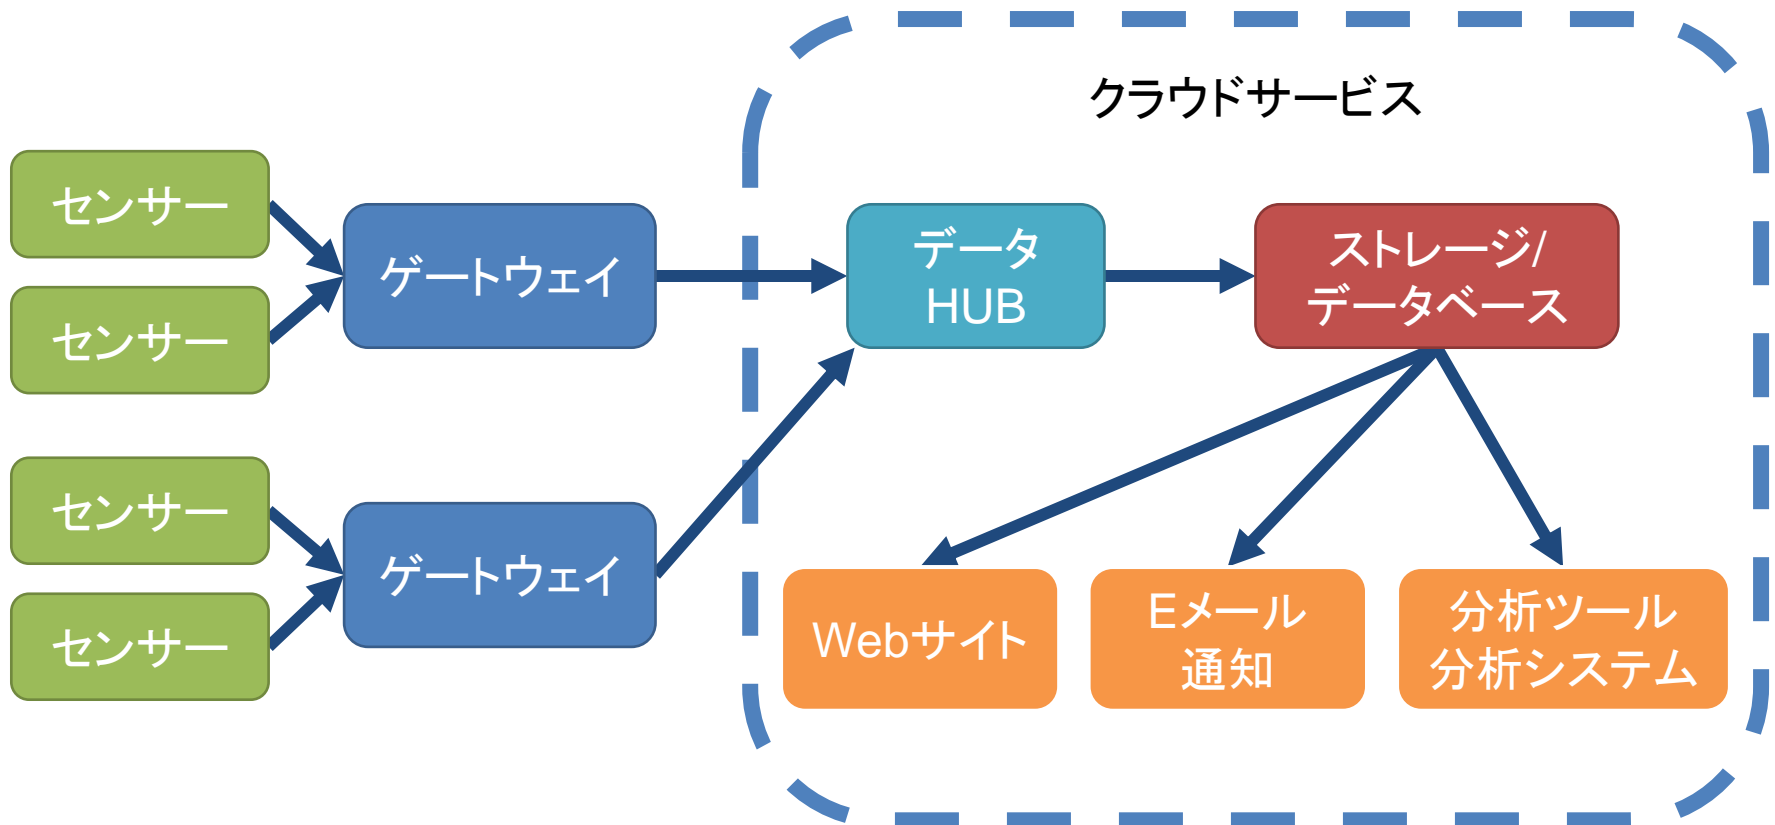 クラウドサービス
センサー
センサー
ゲートウェイ
データ
HUB
ストレージ/
データベース
センサー
センサー
ゲートウェイ
Webサイト
Eメール
通知
分析ツール
分析システム